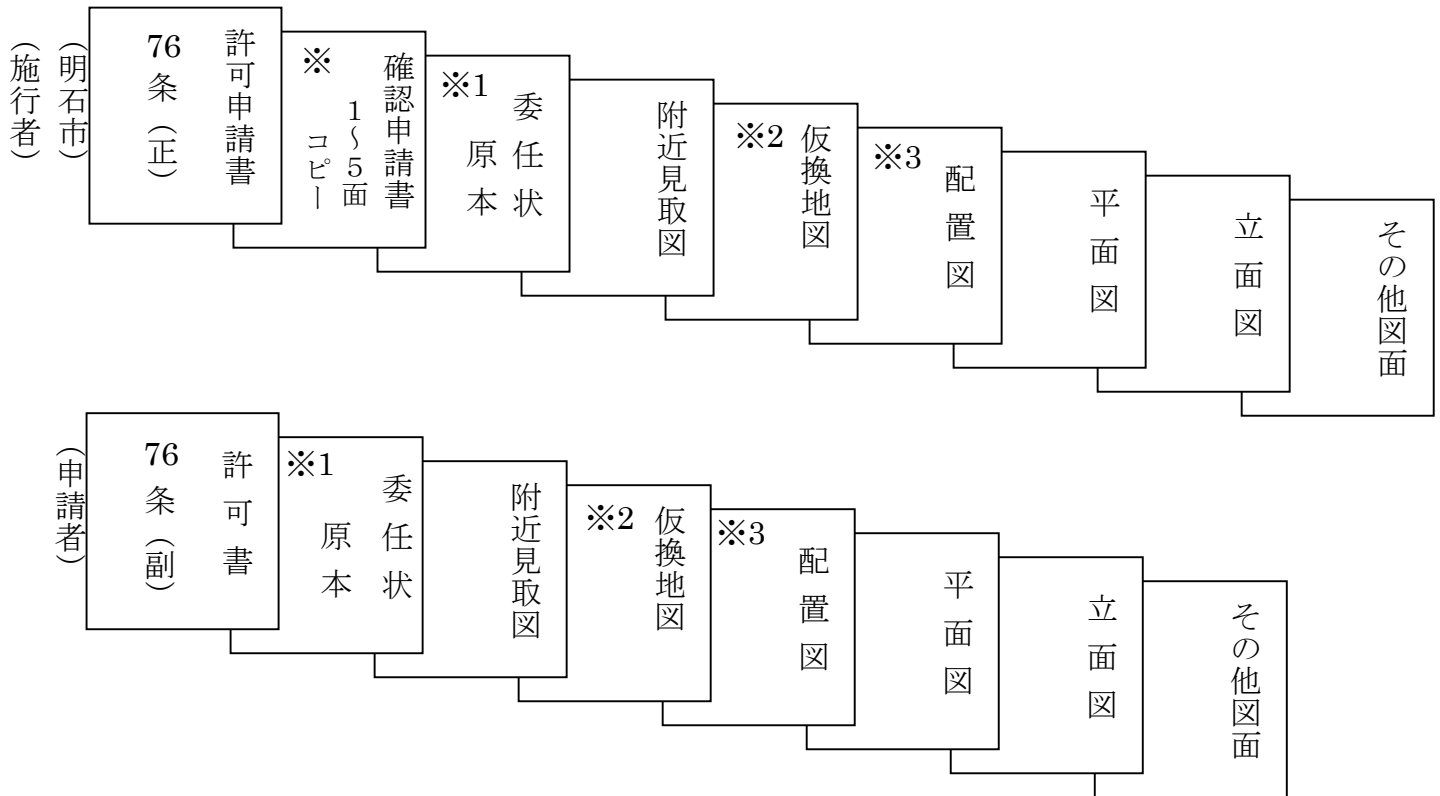 (明石市)
(施行者)
許可申請書
76条(正)
確認申請書
1~5面
コピー
※
委任状
原本
※1
附近見取図
仮換地図
※2
配置図
※3
平面図
立面図
その他図面
(申請者)
許可書
76条(副)
委任状
原本
※1
附近見取図
仮換地図
※2
配置図
※3
平面図
立面図
その他図面